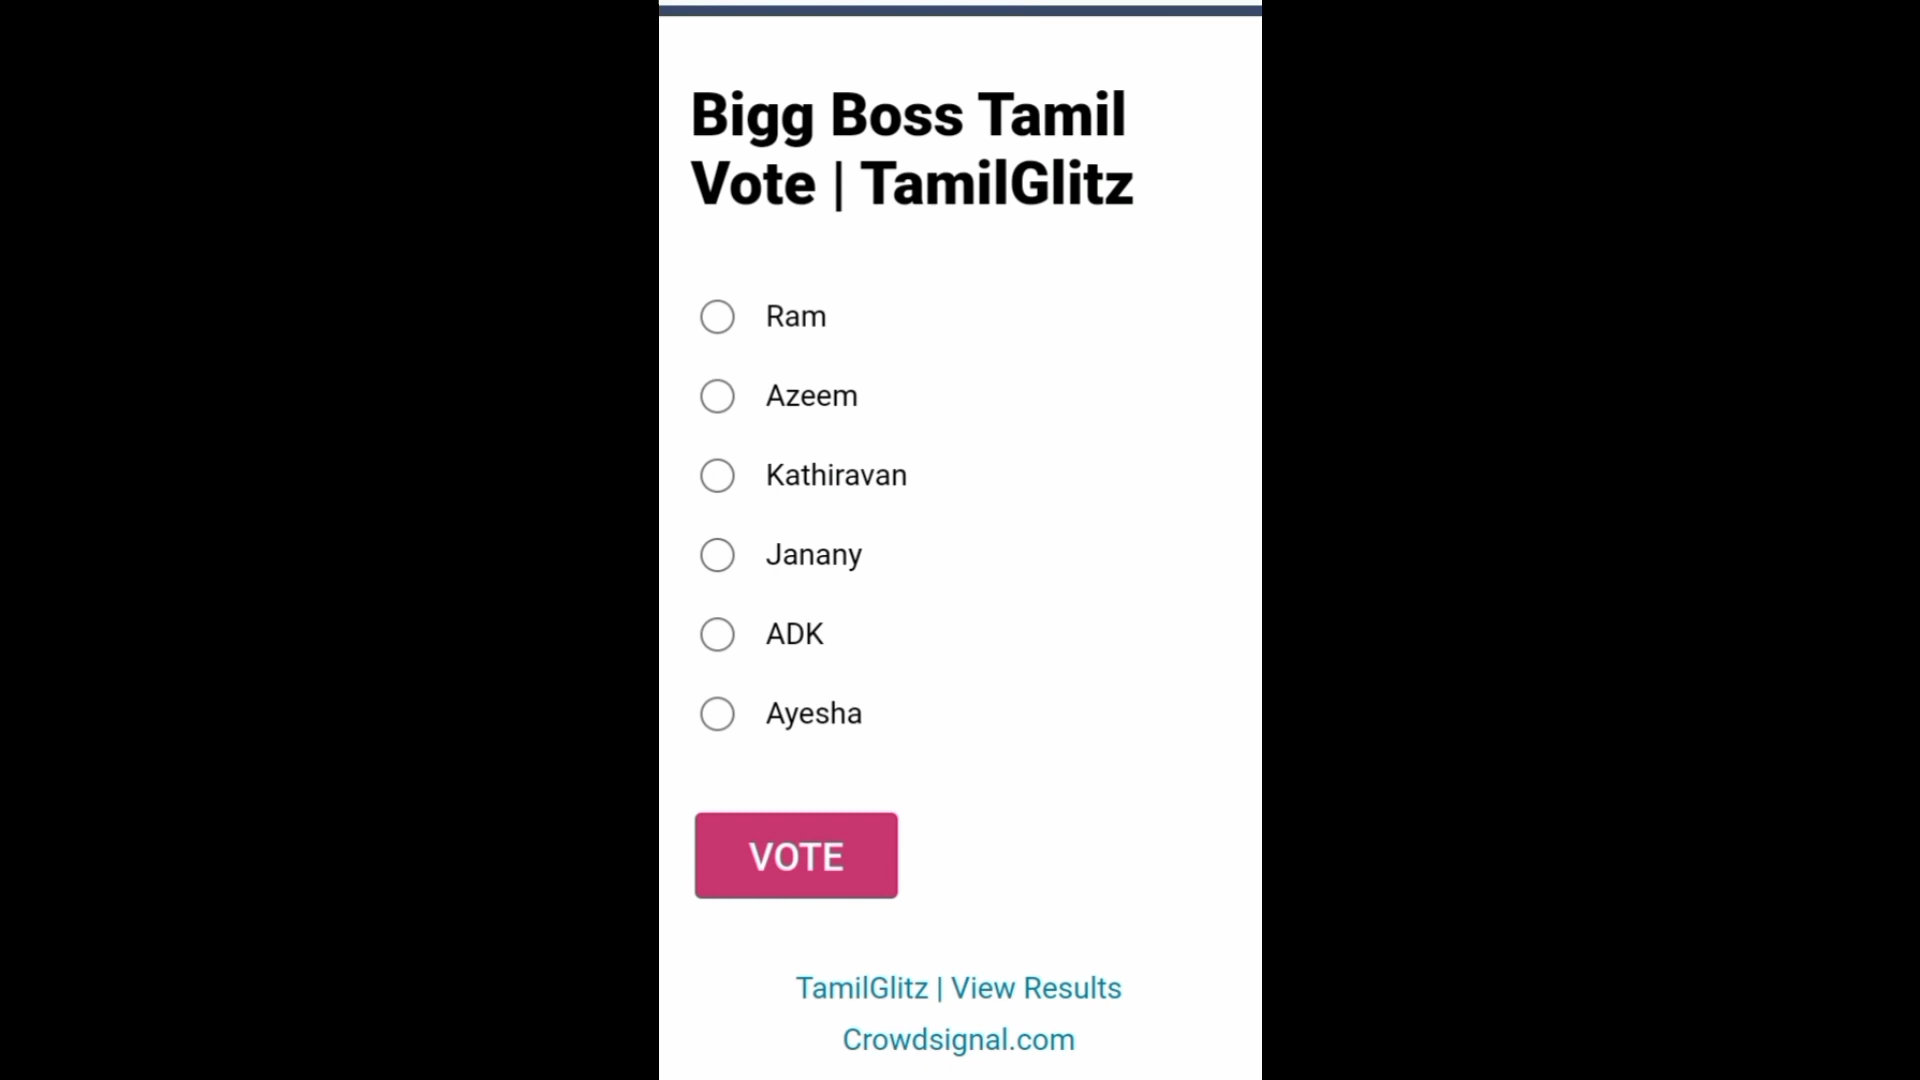 Bigg Boss Tamil
Vote | TamilGlitz
Ram
Azeem
Kathiravan
Janany
ADK
Ayesha
VOTE
TamilGlitz | View Results
Crowdsignal.com